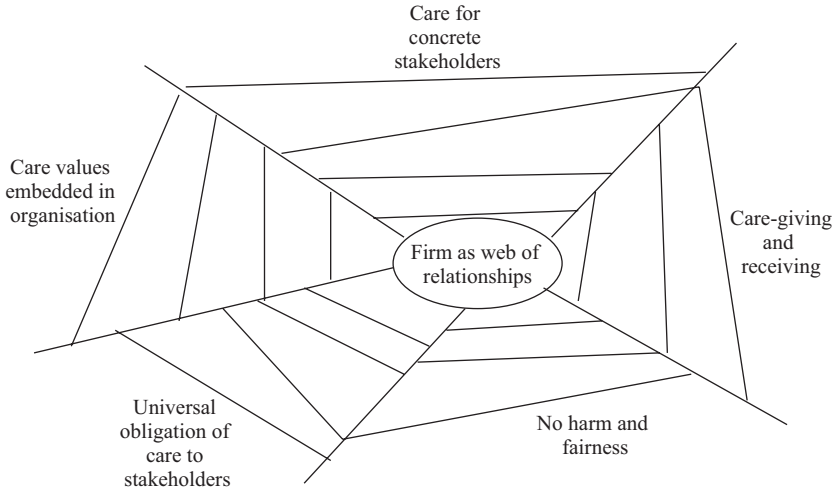 Care for
concrete
stakeholders
Care values
embedded in
organisation
Firm as web of
relationships
Care-giving
and
receiving
Universal
obligation of
care to
stakeholders
No harm and
fairness